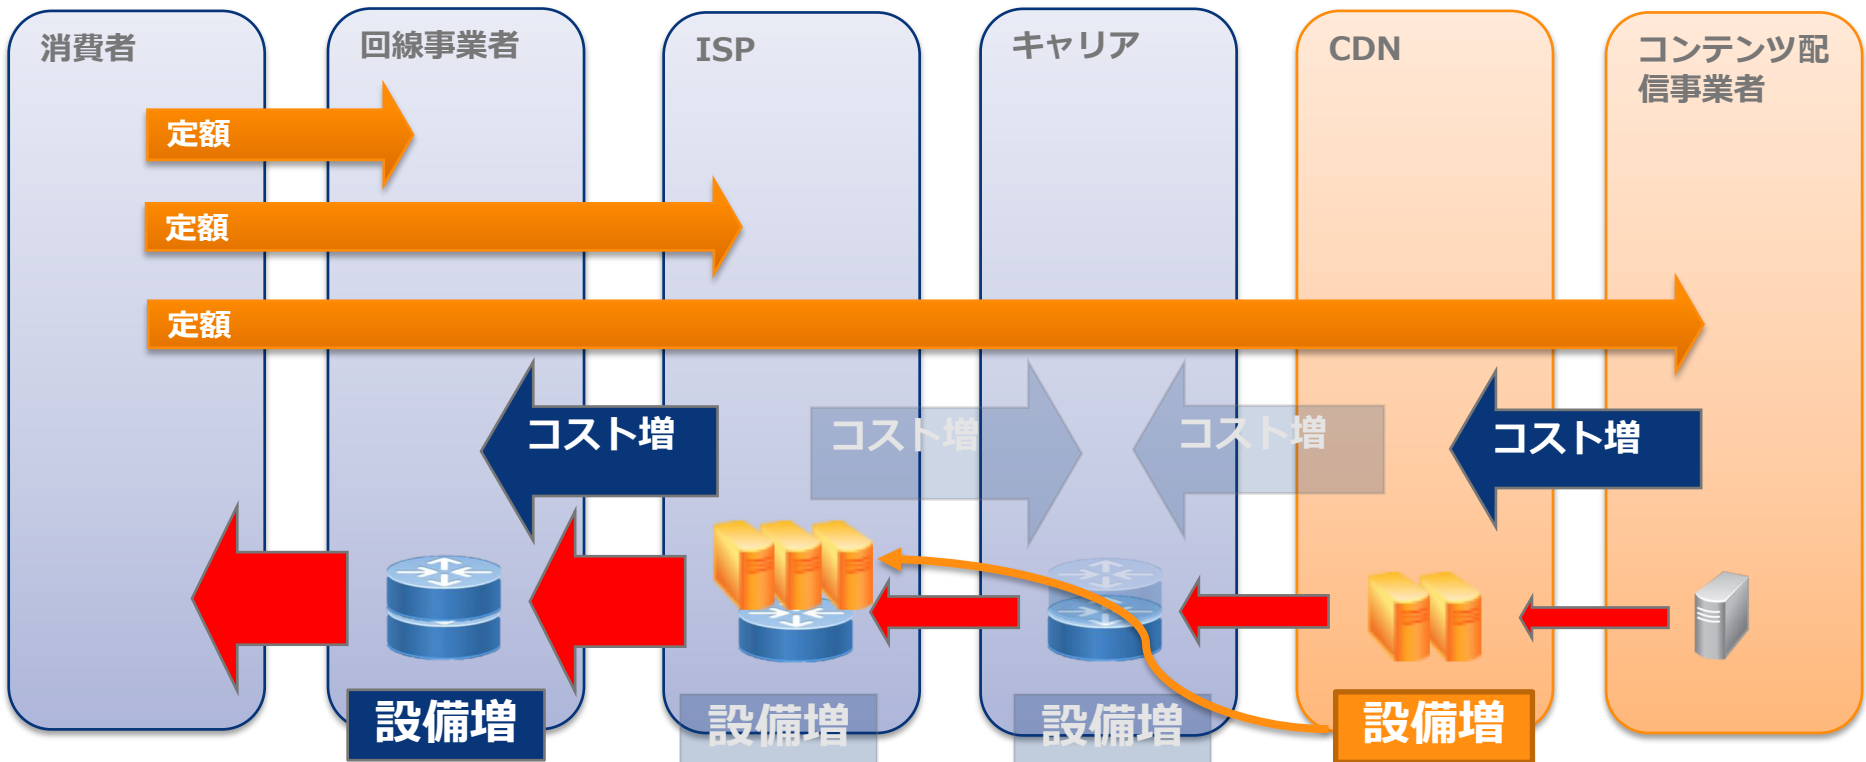 消費者
回線事業者
ISP
キャリア
CDN
コンテンツ配
信事業者
定額
定額
定額
コスト増
コスト増
コスト増
コスト増
設備増
設備増
設備増
設備増